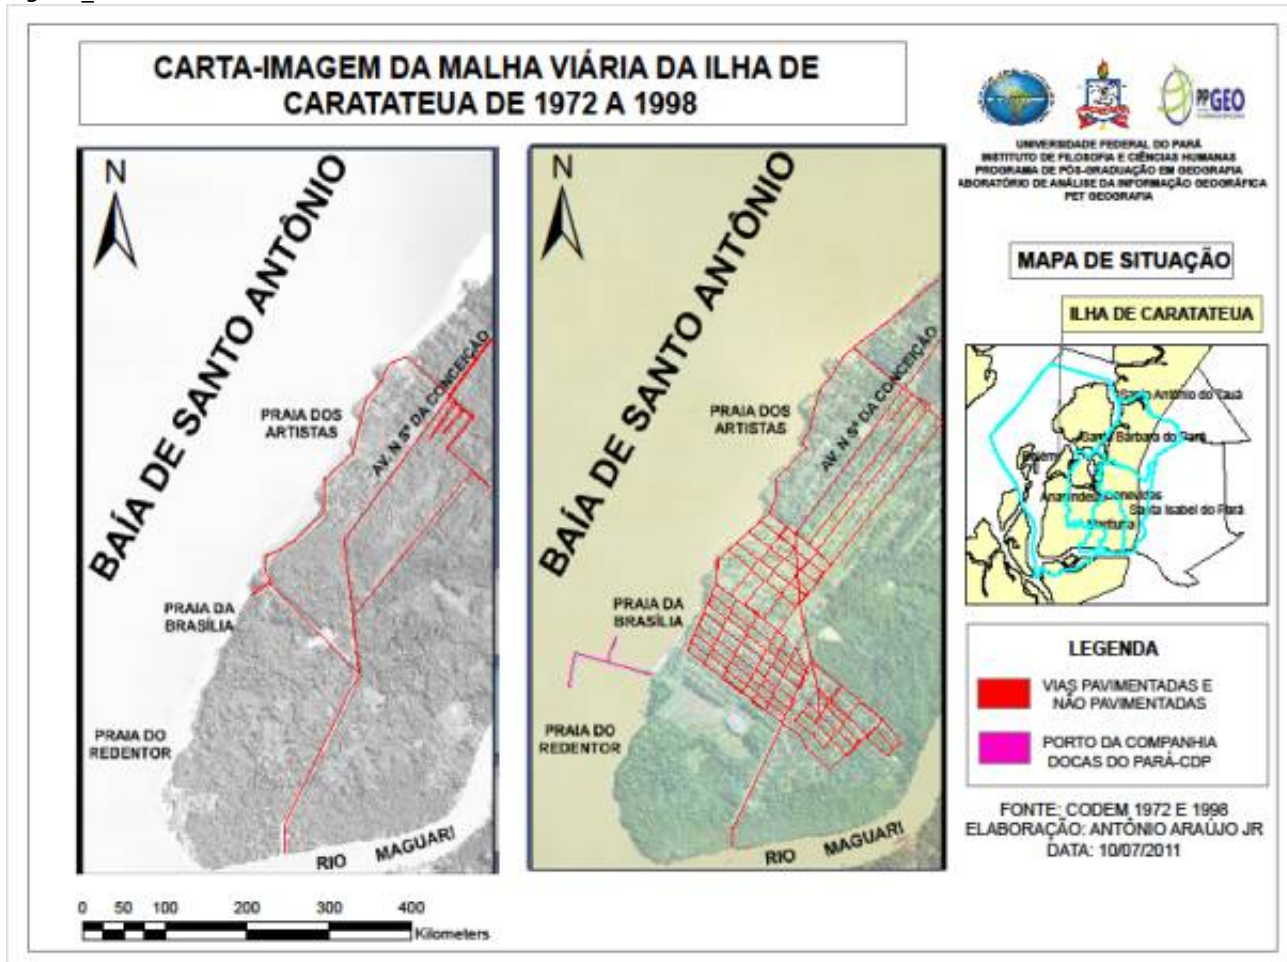 CARTA-IMAGEM DA MALHA VIÁRIA DA ILHA DE
CARATATEUA DE 1972 A 1998
PPGEO
UNIVERSIDADE FEDERAL DO PARÁ
INSTITUTO DE FILOSOFIA E CIÊNCIAS HUMANAS
PROGRAMA DE PÓS-GRADUAÇÃO EM GEOGRAFIA
ABORATÓRIO DE ANÁLISE DA INFORMAÇÃO GEOGRÁFICA
PET GEOGRAFIA
N
BAÍA DE SANTO ANTÔNIO
PRAIA DOS
ARTISTAS
AV. N Sª DA CONCEIÇÃO
PRAIA DA
BRASÍLIA
PRAIA DO
REDENTOR
RIO MAGUARI
N
BAÍA DE SANTO ANTÔNIO
PRAIA DOS
ARTISTAS
AV. N Sª DA CONCEIÇÃO
PRAIA DA
BRASÍLIA
PRAIA DO
REDENTOR
RIO MAGUARI
MAPA DE SITUAÇÃO
ILHA DE CARATATEUA
Santo Antônio do Tauá
Santa Bárbara do Pará
Belém
Ananindeua
Benevides
Santa Isabel do Pará
Marituba
LEGENDA
VIAS PAVIMENTADAS E
NÃO PAVIMENTADAS
PORTO DA COMPANHIA
DOCAS DO PARÁ-CDP
FONTE: CODEM 1972 E 1998
ELABORAÇÃO: ANTÔNIO ARAÚJO JR
DATA: 10/07/2011
0 50 100 200 300 400
Kilometers